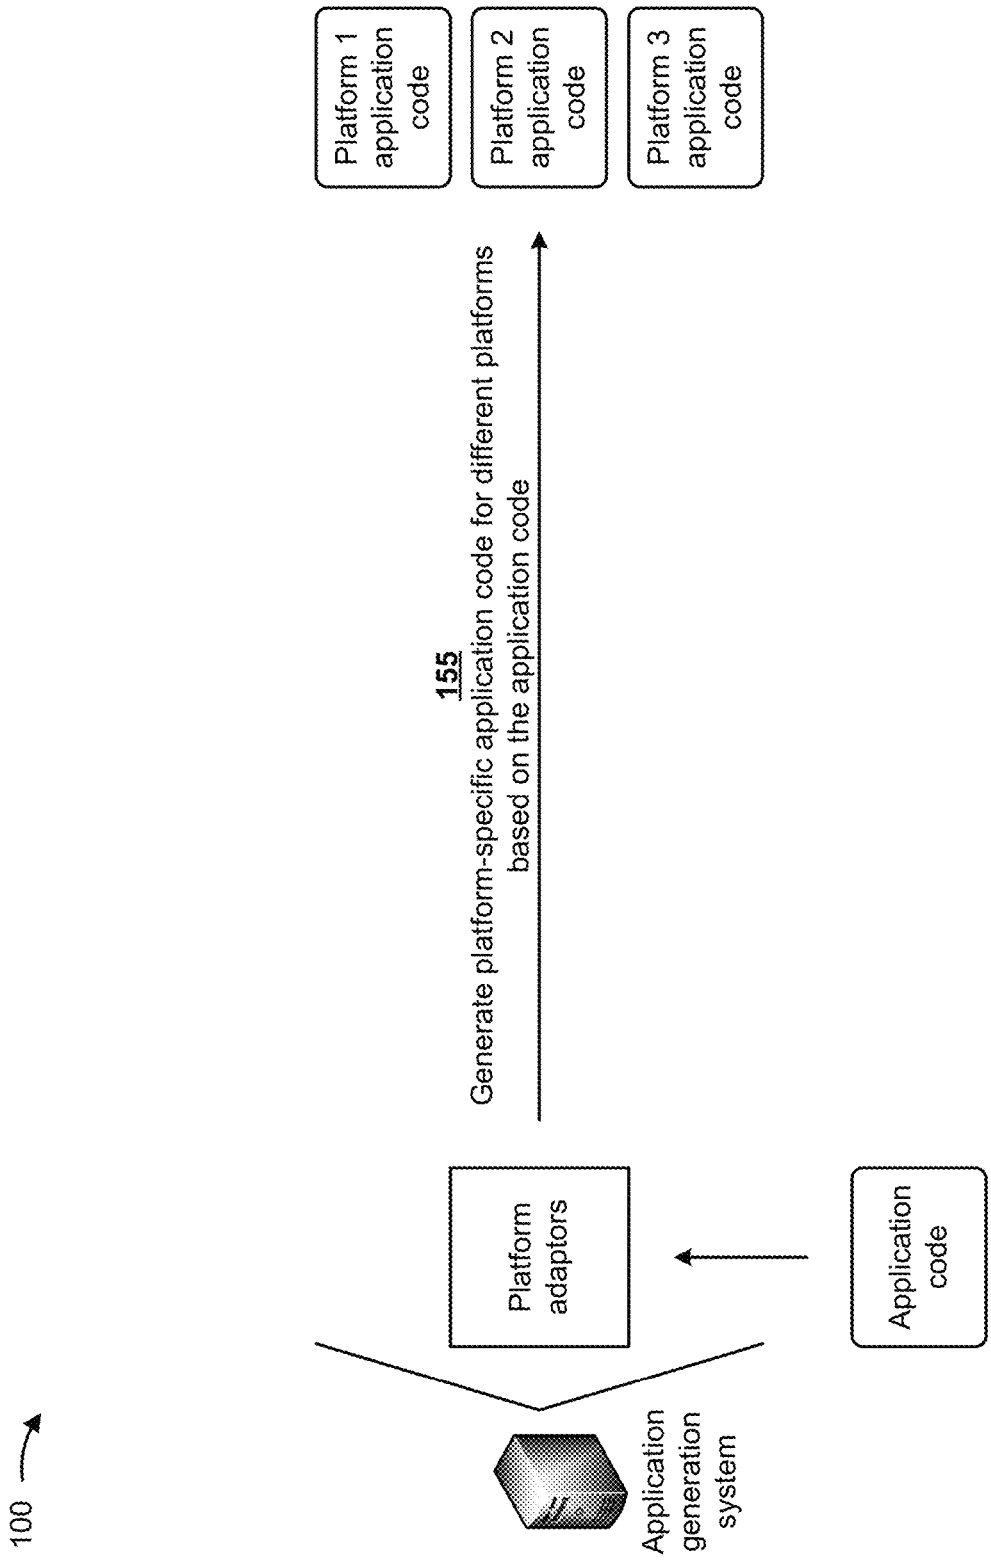 100
Application
generation
system
Platform
adaptors
Application
code
155
Generate platform-specific application code for different platforms
based on the application code
Platform 1
application
code
Platform 2
application
code
Platform 3
application
code